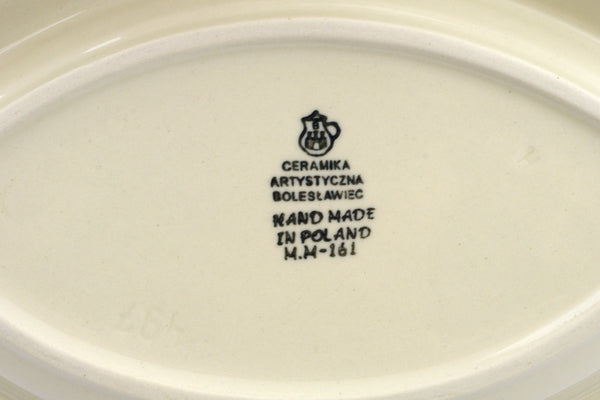 B
CERAMIKA
ARTYSTYCZNA
BOLESŁAWIEC
HAND MADE
IN POLAND
M.M-161